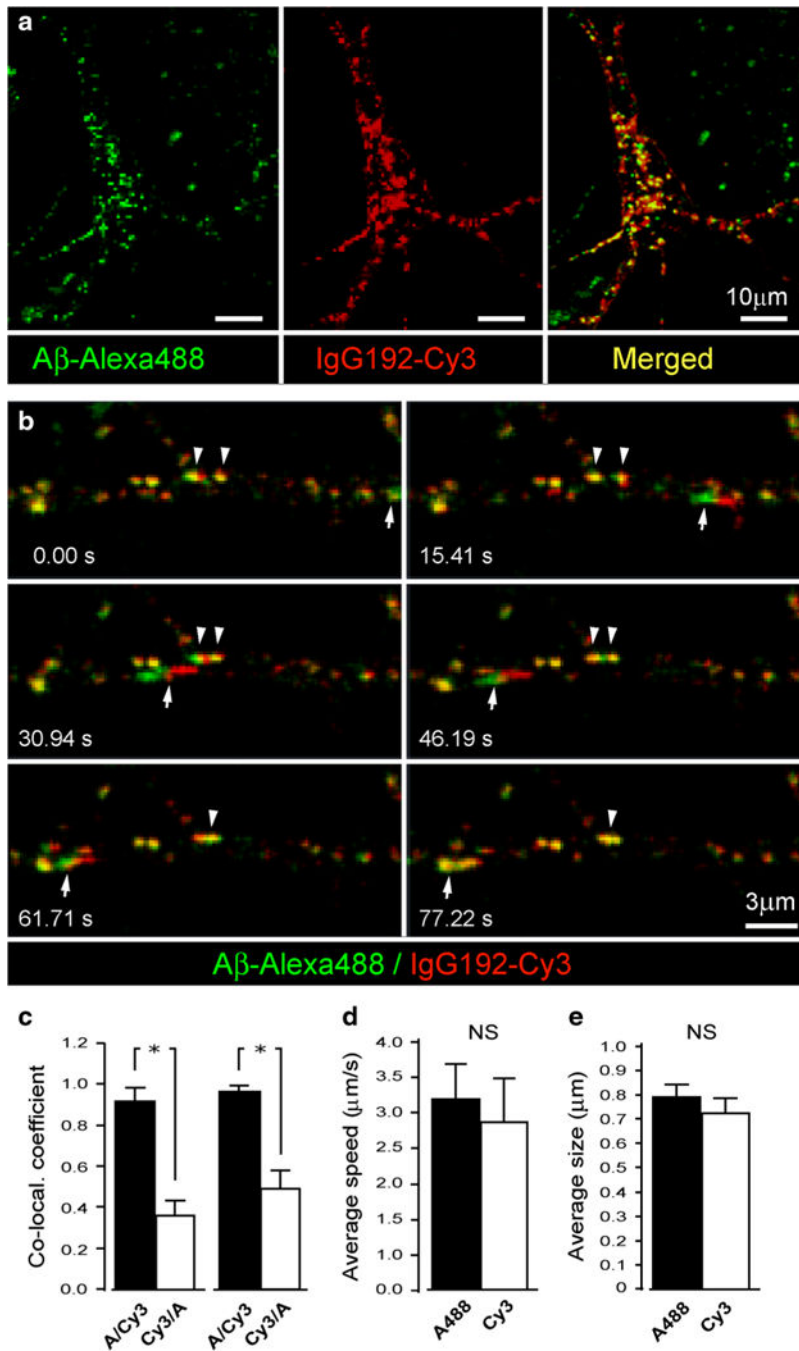 a
10μm
Aβ-Alexa488
IgG192-Cy3
Merged
b
0.00 s
15.41 s
30.94 s
46.19 s
61.71 s
77.22 s
3μm
Aβ-Alexa488 / IgG192-Cy3
c
Co-local. coefficient
1.2
1.0
0.8
0.6
0.4
0.2
0.0
*
*
A/Cy3
Cy3/A
A/Cy3
Cy3/A
d
NS
Average speed (μm/s)
4.0
3.5
3.0
2.5
2.0
1.5
1.0
0.0
A488
Cy3
e
NS
Average size (μm)
1.0
0.9
0.8
0.7
0.6
0.5
0.4
0.3
0.2
0.1
0
A488
Cy3